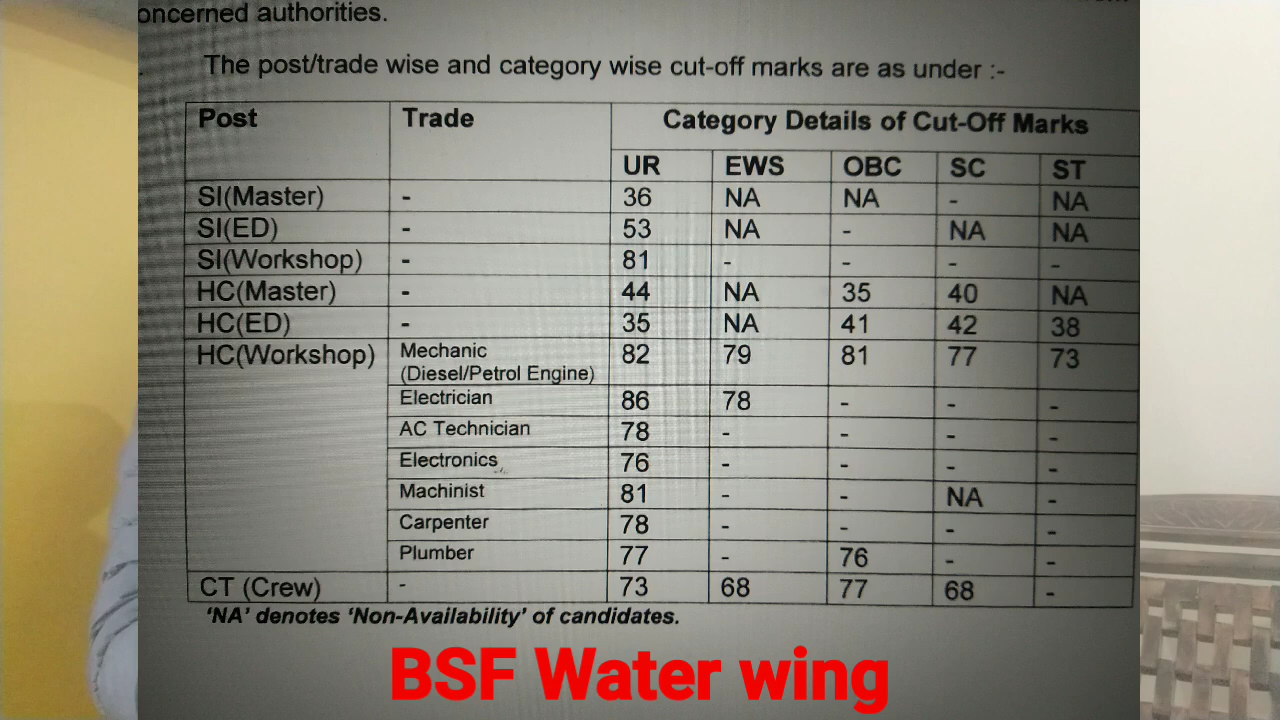 oncerned authorities.
The post/trade wise and category wise cut-off marks are as under :-
Post Trade Category Details of Cut-Off Marks
UR EWS OBC SC ST
SI(Master) - 36 NA NA - NA
SI(ED) - 53 NA - NA NA
SI(Workshop) - 81 - - - -
HC(Master) - 44 NA 35 40 NA
HC(ED) - 35 NA 41 42 38
HC(Workshop) Mechanic 82 79 81 77 73
(Diesel/Petrol Engine)
Electrician 86 78 - - -
AC Technician 78 - - - -
Electronics 76 - - - -
Machinist 81 - - NA -
Carpenter 78 - - - -
Plumber 77 - 76 - -
CT (Crew) - 73 68 77 68 -
'NA' denotes 'Non-Availability' of candidates.
BSF Water wing